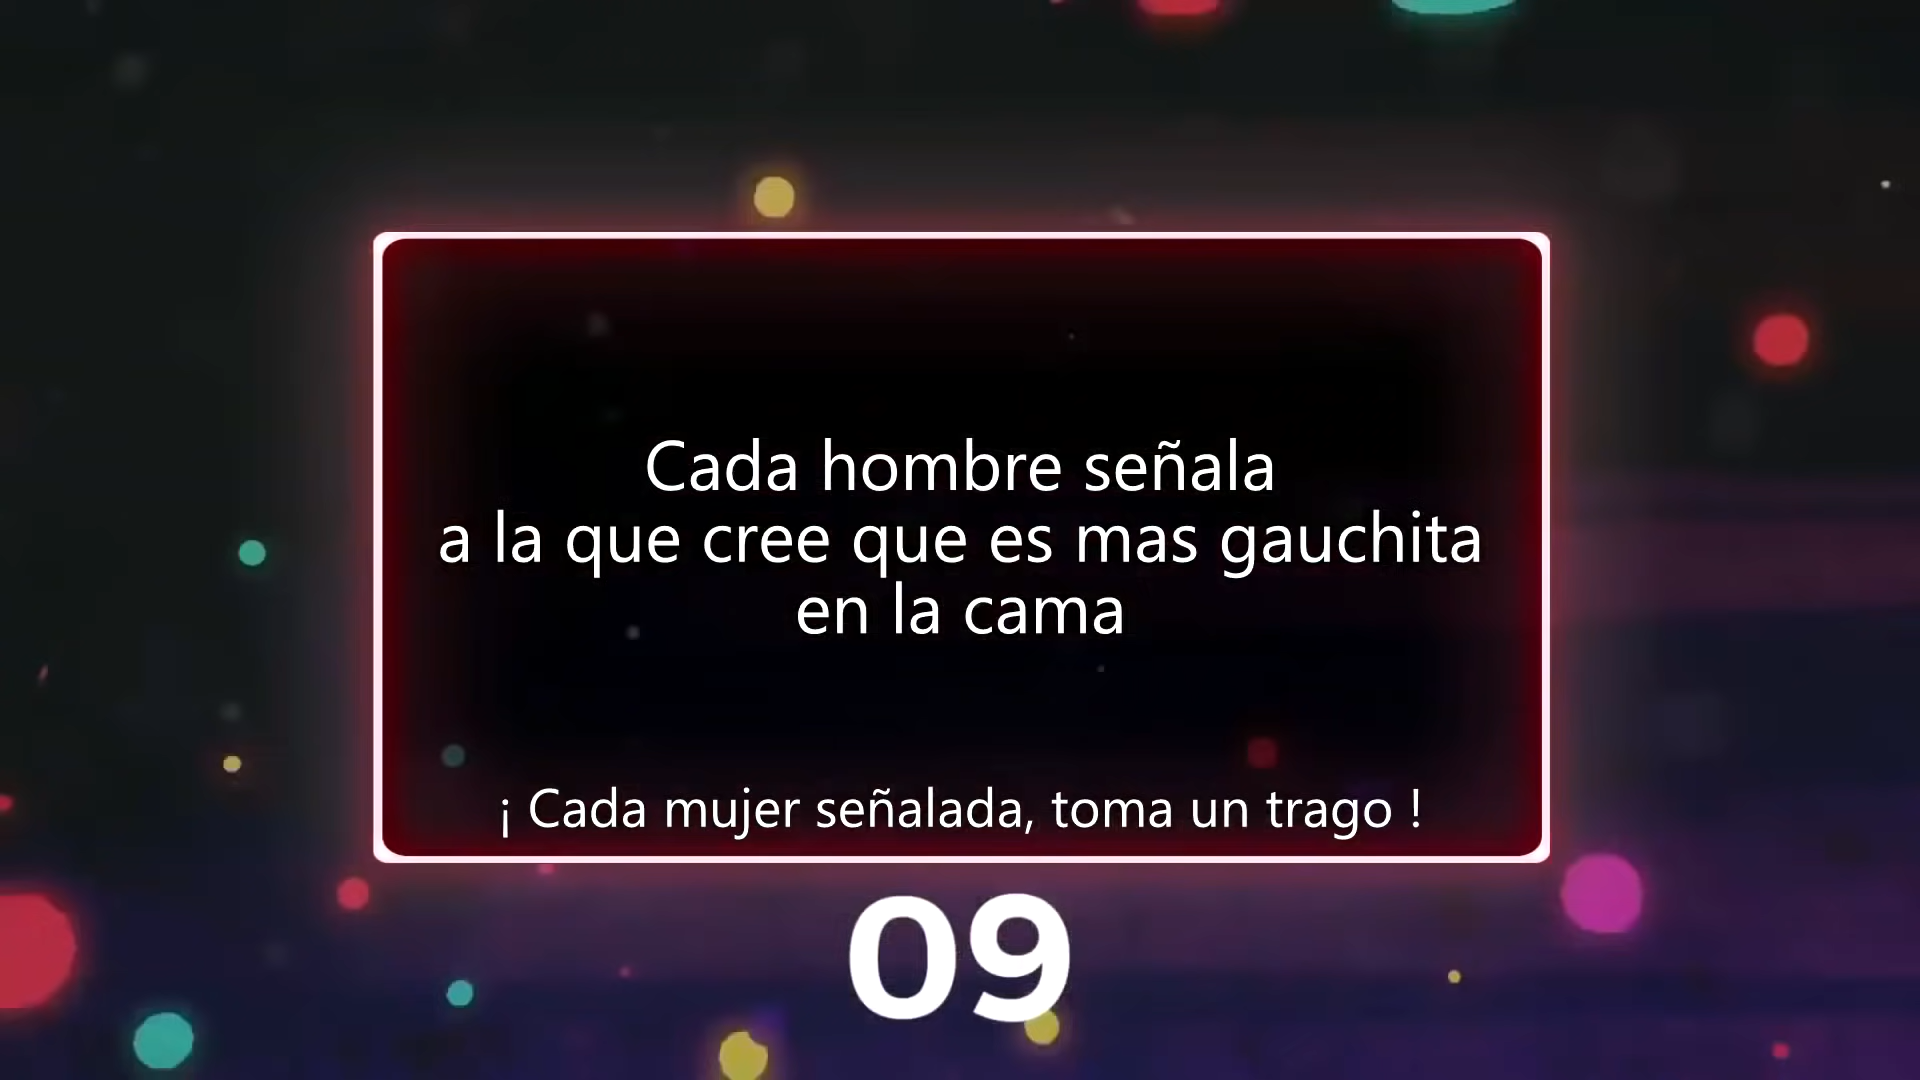 Cada hombre señala
a la que cree que es mas gauchita
en la cama
¡ Cada mujer señalada, toma un trago !
09